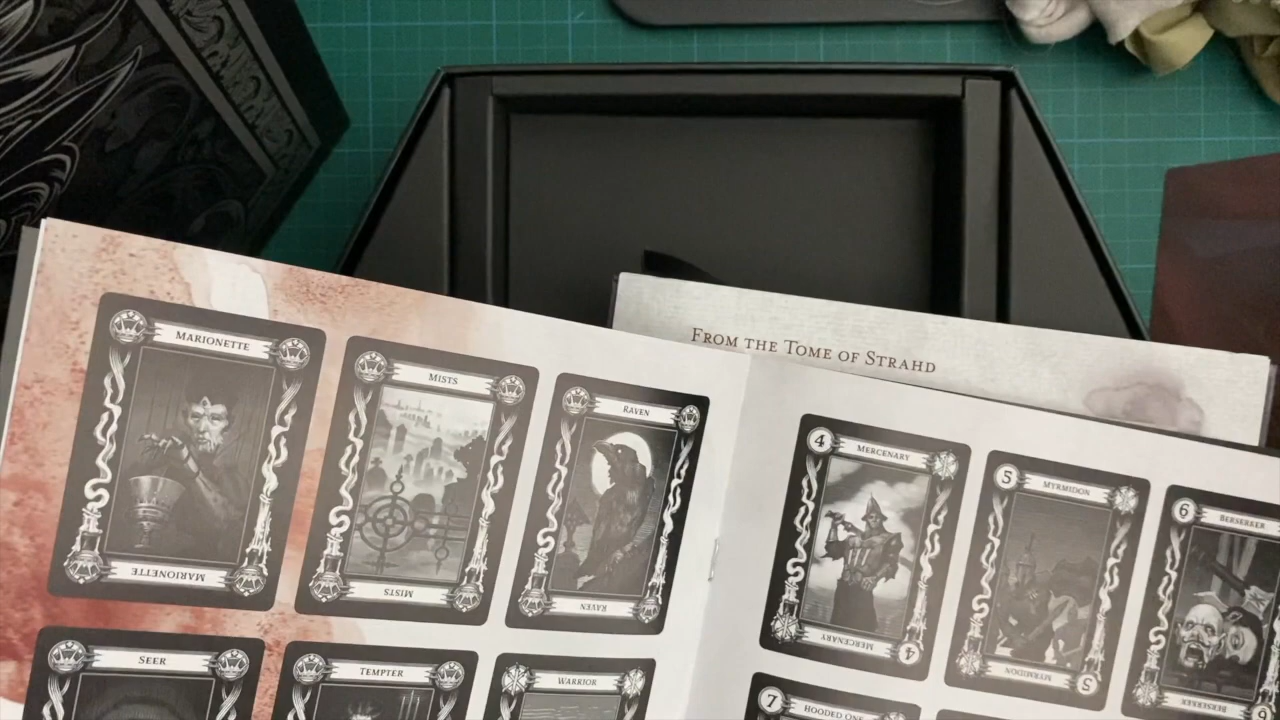 FROM THE TOME OF STRAHD
MARIONETTE
MARIONETTE
MISTS
MISTS
RAVEN
RAVEN
4
MERCENARY
MERCENARY
4
5
MYRMIDON
MYRMIDON
5
6
BERSERKER
BERSERKER
6
SEER
TEMPTER
WARRIOR
7
HOODED ONE